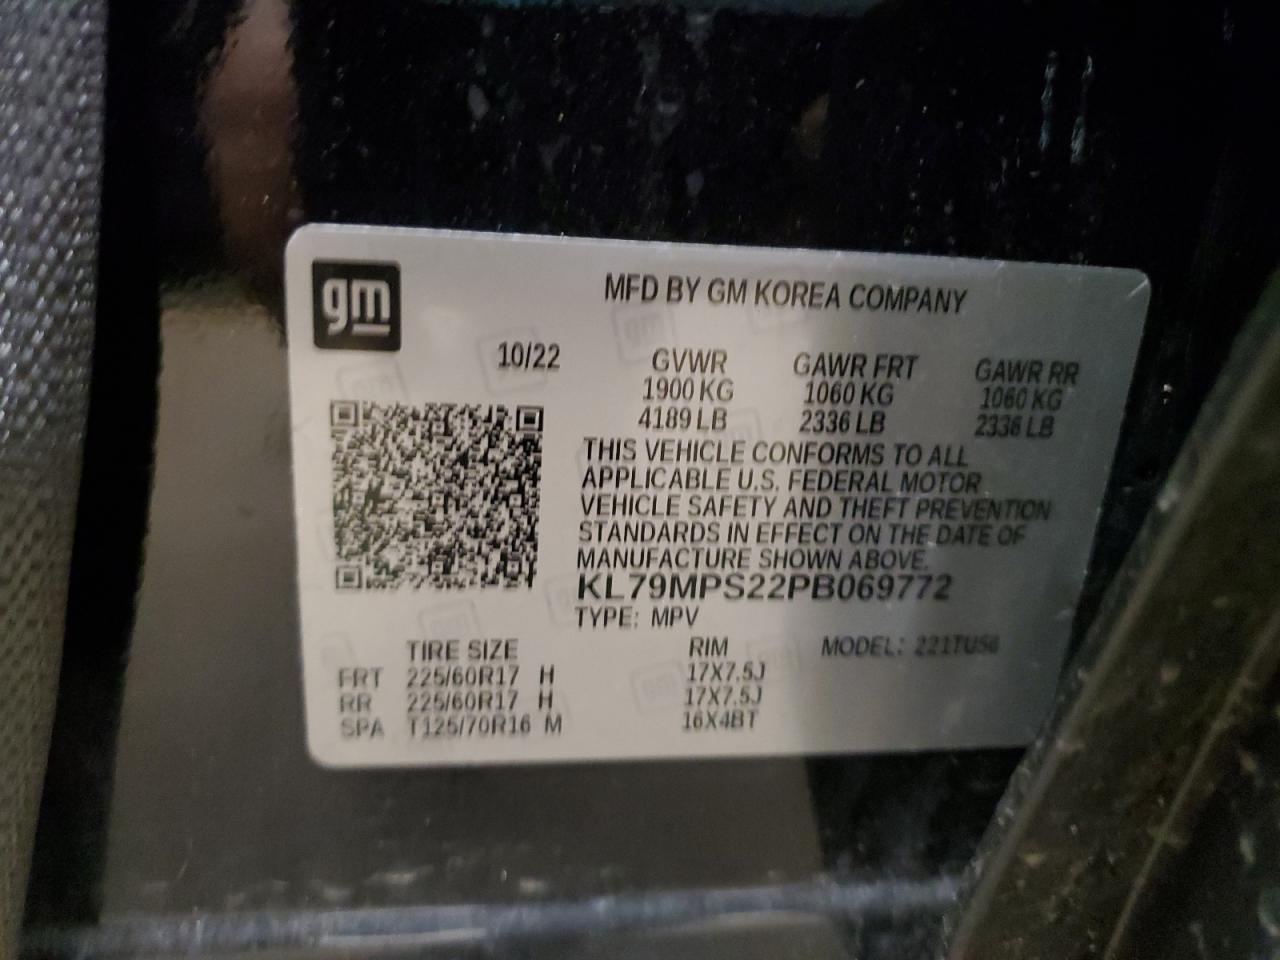 gm
MFD BY GM KOREA COMPANY
10/22 GVWR GAWR FRT GAWR RR
1900 KG 1060 KG 1060 KG
4189 LB 2336 LB 2336 LB
THIS VEHICLE CONFORMS TO ALL
APPLICABLE U.S. FEDERAL MOTOR
VEHICLE SAFETY AND THEFT PREVENTION
STANDARDS IN EFFECT ON THE DATE OF
MANUFACTURE SHOWN ABOVE.
KL79MPS22PB069772
TYPE: MPV
TIRE SIZE RIM MODEL:
FRT 225/60R17 H 17X7.5J
RR 225/60R17 H 17X7.5J
SPA T125/70R16 M 16X4BT